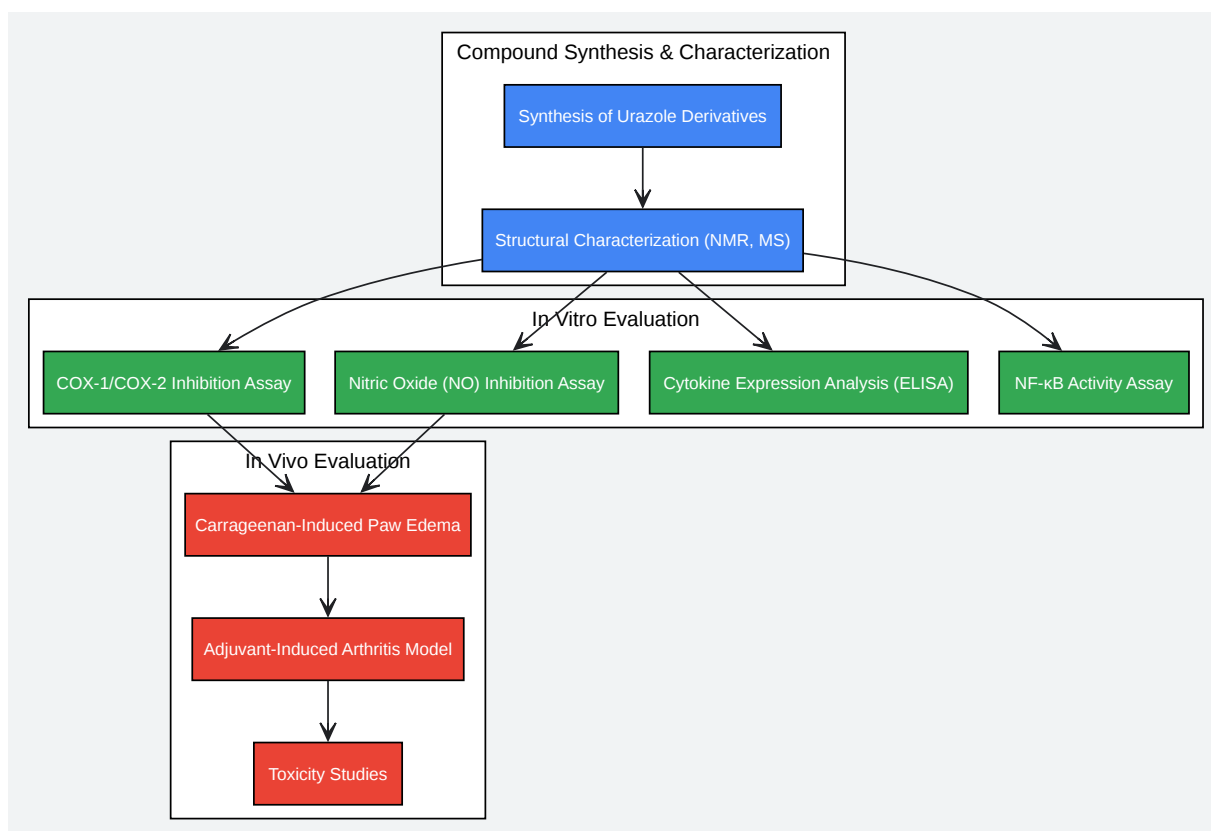 Compound Synthesis & Characterization
Synthesis of Urazole Derivatives
Structural Characterization (NMR, MS)
In Vitro Evaluation
COX-1/COX-2 Inhibition Assay
Nitric Oxide (NO) Inhibition Assay
Cytokine Expression Analysis (ELISA)
NF-κB Activity Assay
In Vivo Evaluation
Carrageenan-Induced Paw Edema
Adjuvant-Induced Arthritis Model
Toxicity Studies